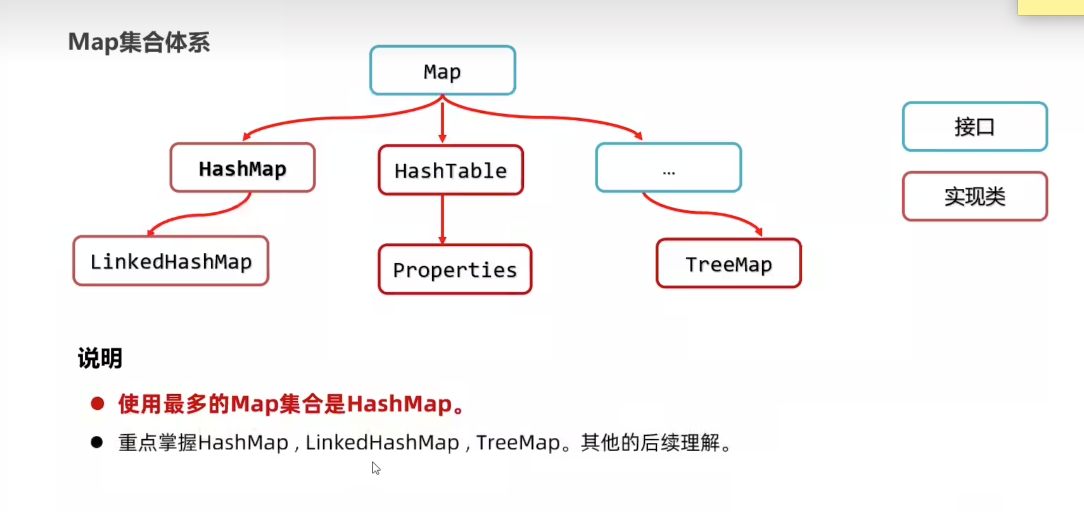 Map集合体系
Map
接口
HashMap
HashTable
...
实现类
LinkedHashMap
Properties
TreeMap
说明
使用最多的Map集合是HashMap。
重点掌握HashMap , LinkedHashMap , TreeMap。其他的后续理解。